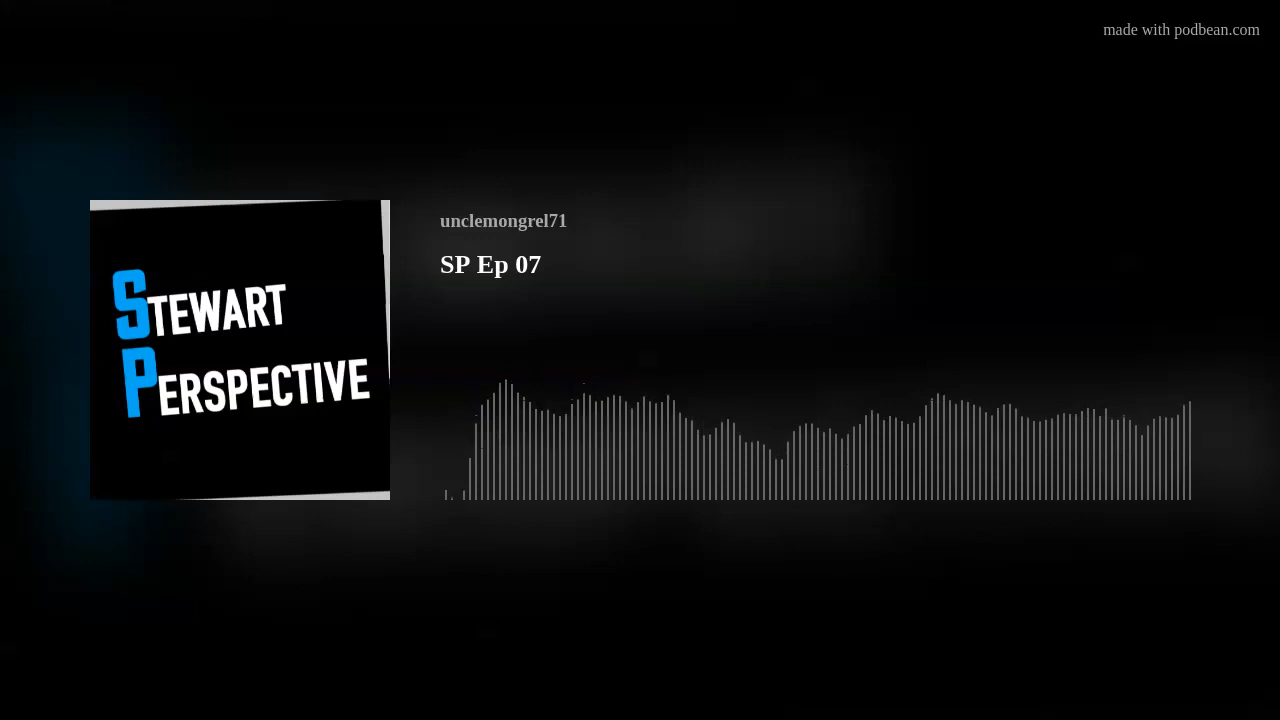 made with podbean.com
unclemongrel71
SP Ep 07
STEWART
PERSPECTIVE